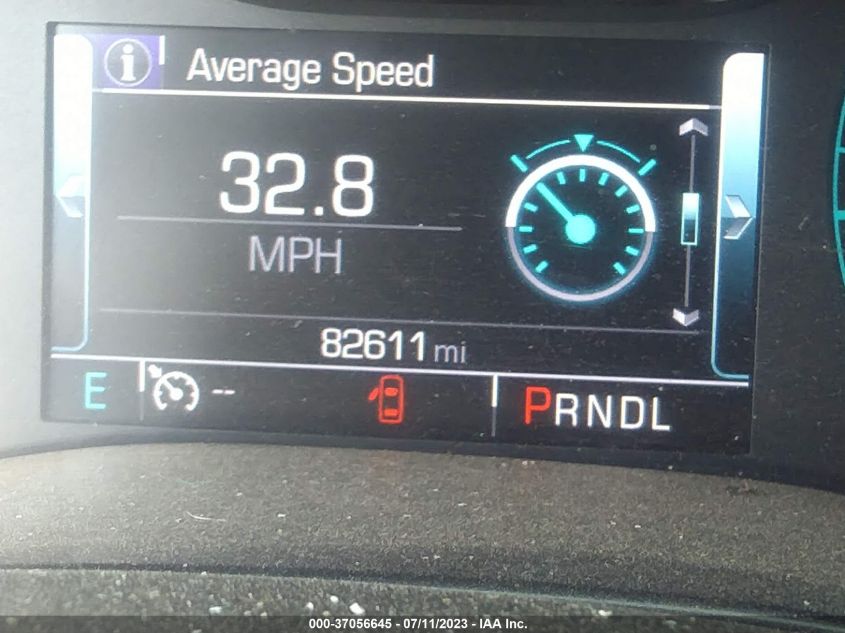 i Average Speed
32.8
MPH
82611 mi
E -- PRNDL
000-37056645 - 07/11/2023 - IAA Inc.